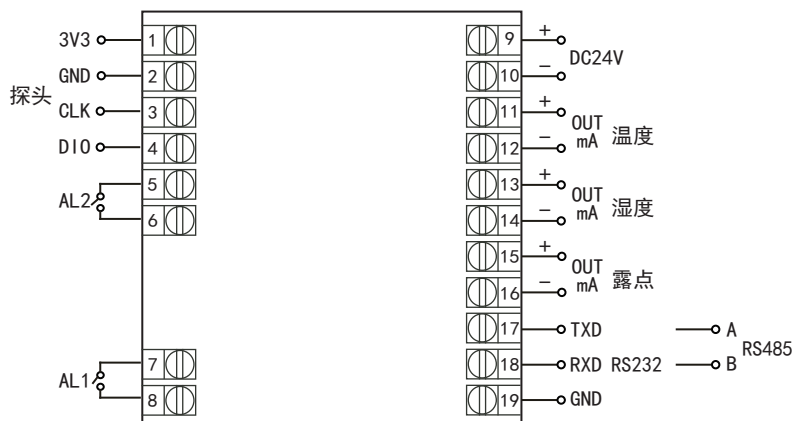 3V3 1
GND 2
探头
CLK 3
DIO 4
5
AL2
6
7
AL1
8
9 +
DC24V
10 −
11 +
OUT
mA 温度
12 −
13 +
OUT
mA 湿度
14 −
15 +
OUT
mA 露点
16 −
17 TXD A
RS485
18 RXD RS232 B
19 GND